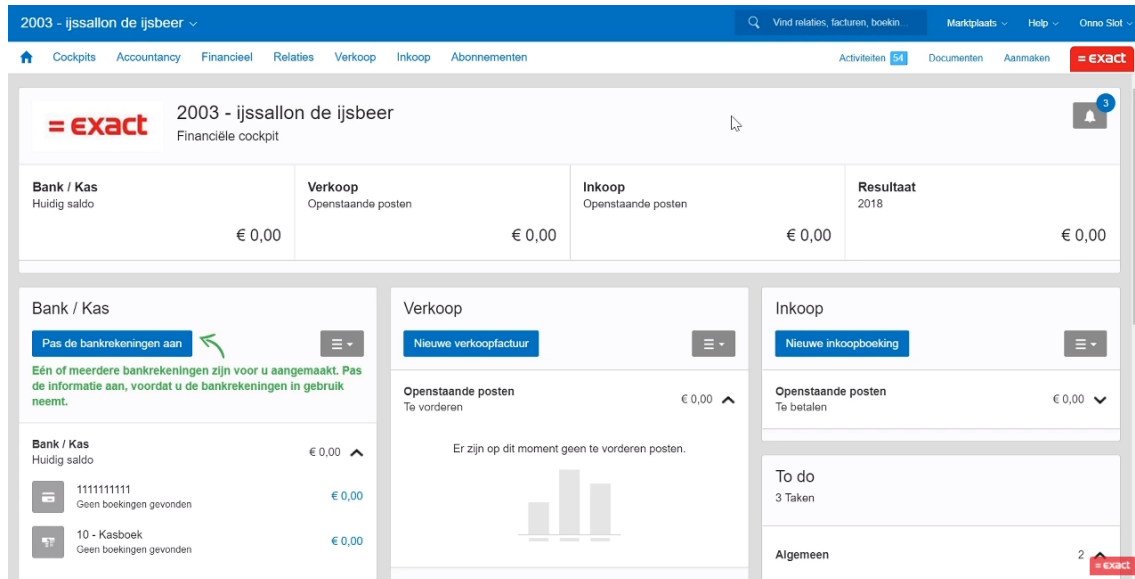 2003 - ijssallon de ijsbeer
Vind relaties, facturen, boekin...
Marktplaats
Help
Onno Slot
Cockpits
Accountancy
Financieel
Relaties
Verkoop
Inkoop
Abonnementen
Activiteiten 54
Documenten
Aanmaken
= exact
= exact
2003 - ijssallon de ijsbeer
Financiële cockpit
3
Bank / Kas
Huidig saldo
€ 0,00
Verkoop
Openstaande posten
€ 0,00
Inkoop
Openstaande posten
€ 0,00
Resultaat
2018
€ 0,00
Bank / Kas
Pas de bankrekeningen aan
Eén of meerdere bankrekeningen zijn voor u aangemaakt. Pas
de informatie aan, voordat u de bankrekeningen in gebruik
neemt.
Bank / Kas
Huidig saldo
€ 0,00
1111111111
Geen boekingen gevonden
€ 0,00
10 - Kasboek
Geen boekingen gevonden
€ 0,00
Verkoop
Nieuwe verkoopfactuur
Openstaande posten
Te vorderen
€ 0,00
Er zijn op dit moment geen te vorderen posten.
Inkoop
Nieuwe inkoopboeking
Openstaande posten
Te betalen
€ 0,00
To do
3 Taken
Algemeen
2
= exact